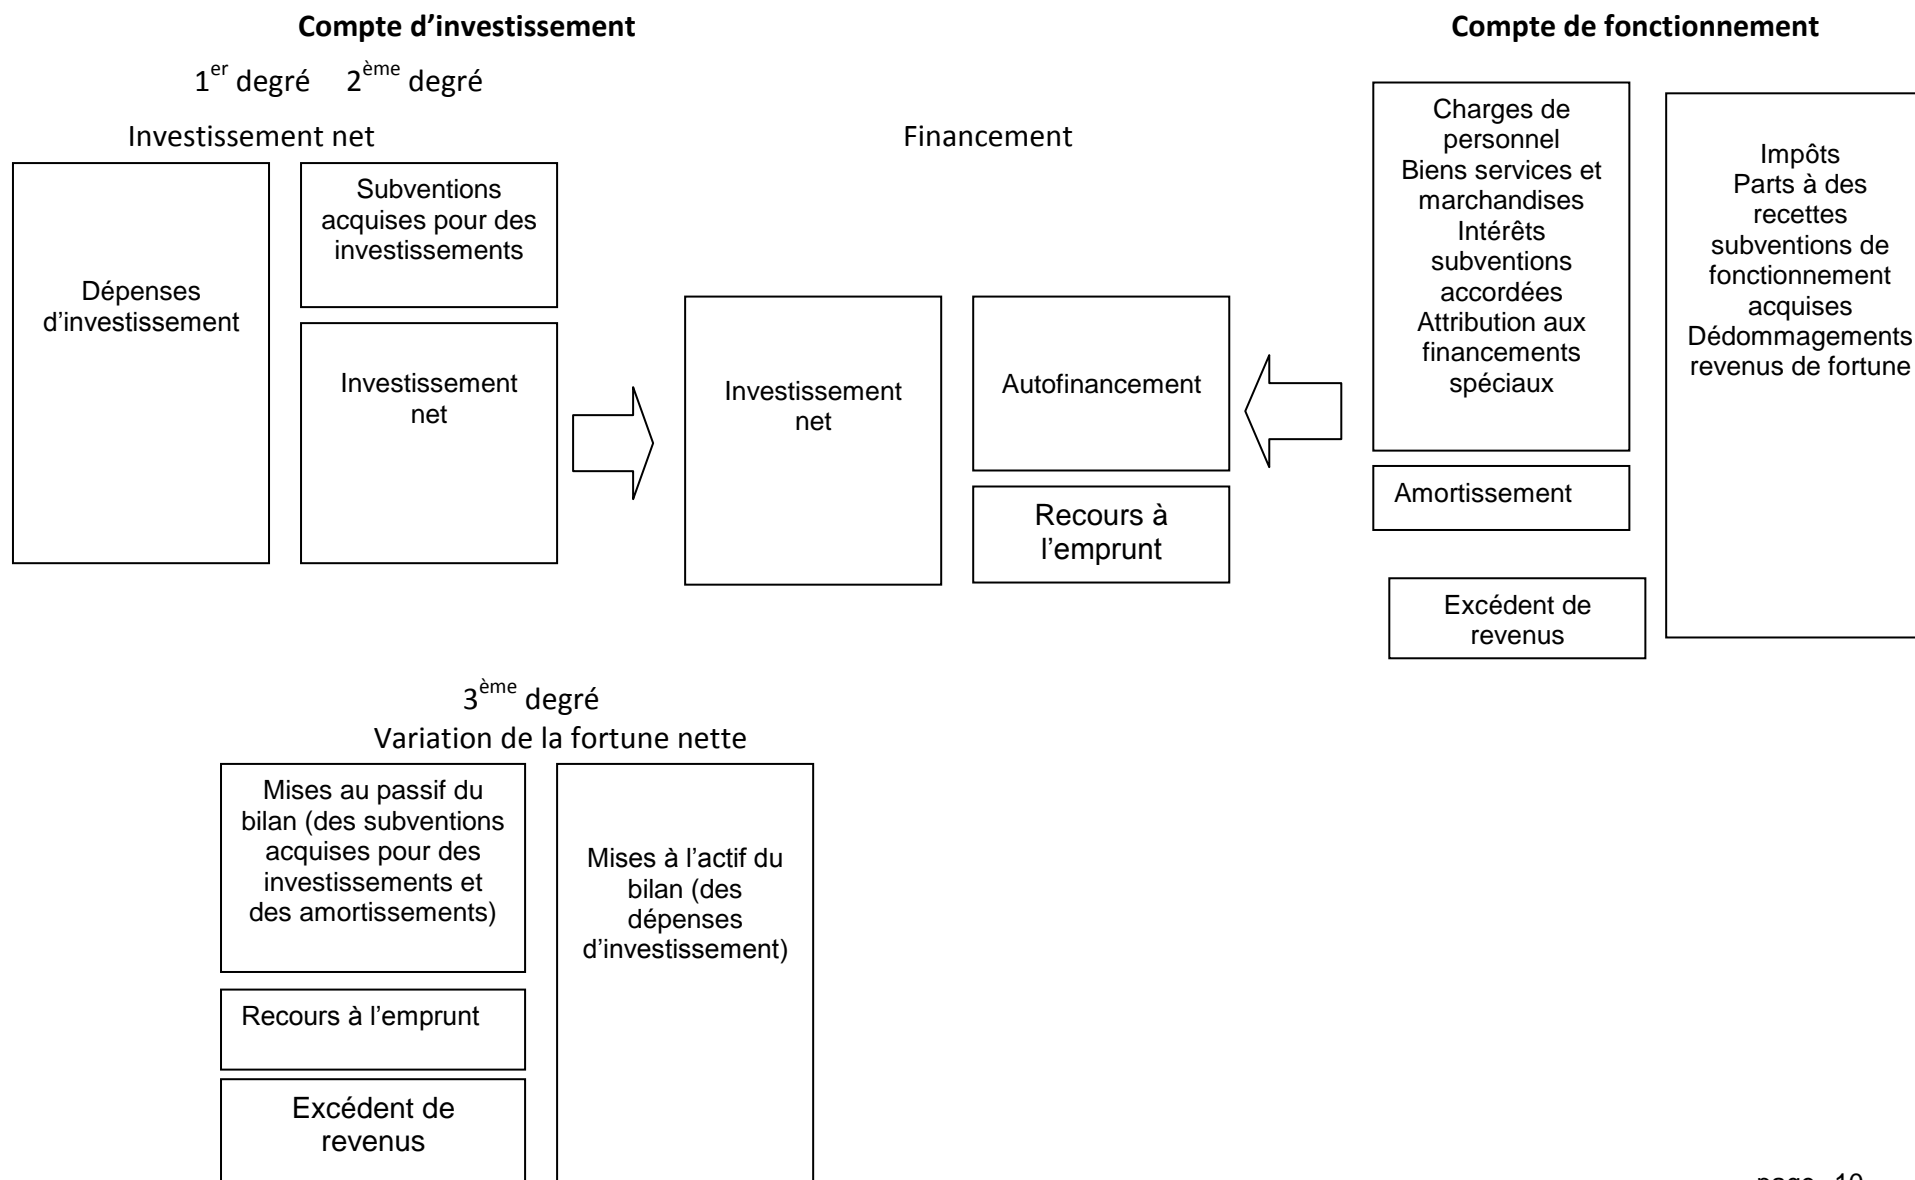 Compte d’investissement
Compte de fonctionnement
1er degré 2ème degré
Investissement net
Financement
Dépenses
d’investissement
Subventions
acquises pour des
investissements
Investissement
net
Investissement
net
Autofinancement
Recours à
l’emprunt
Charges de
personnel
Biens services et
marchandises
Intérêts
subventions
accordées
Attribution aux
financements
spéciaux
Amortissement
Excédent de
revenus
Impôts
Parts à des
recettes
subventions de
fonctionnement
acquises
Dédommagements
revenus de fortune
3ème degré
Variation de la fortune nette
Mises au passif du
bilan (des subventions
acquises pour des
investissements et
des amortissements)
Recours à l’emprunt
Excédent de
revenus
Mises à l’actif du
bilan (des
dépenses
d’investissement)
page 10